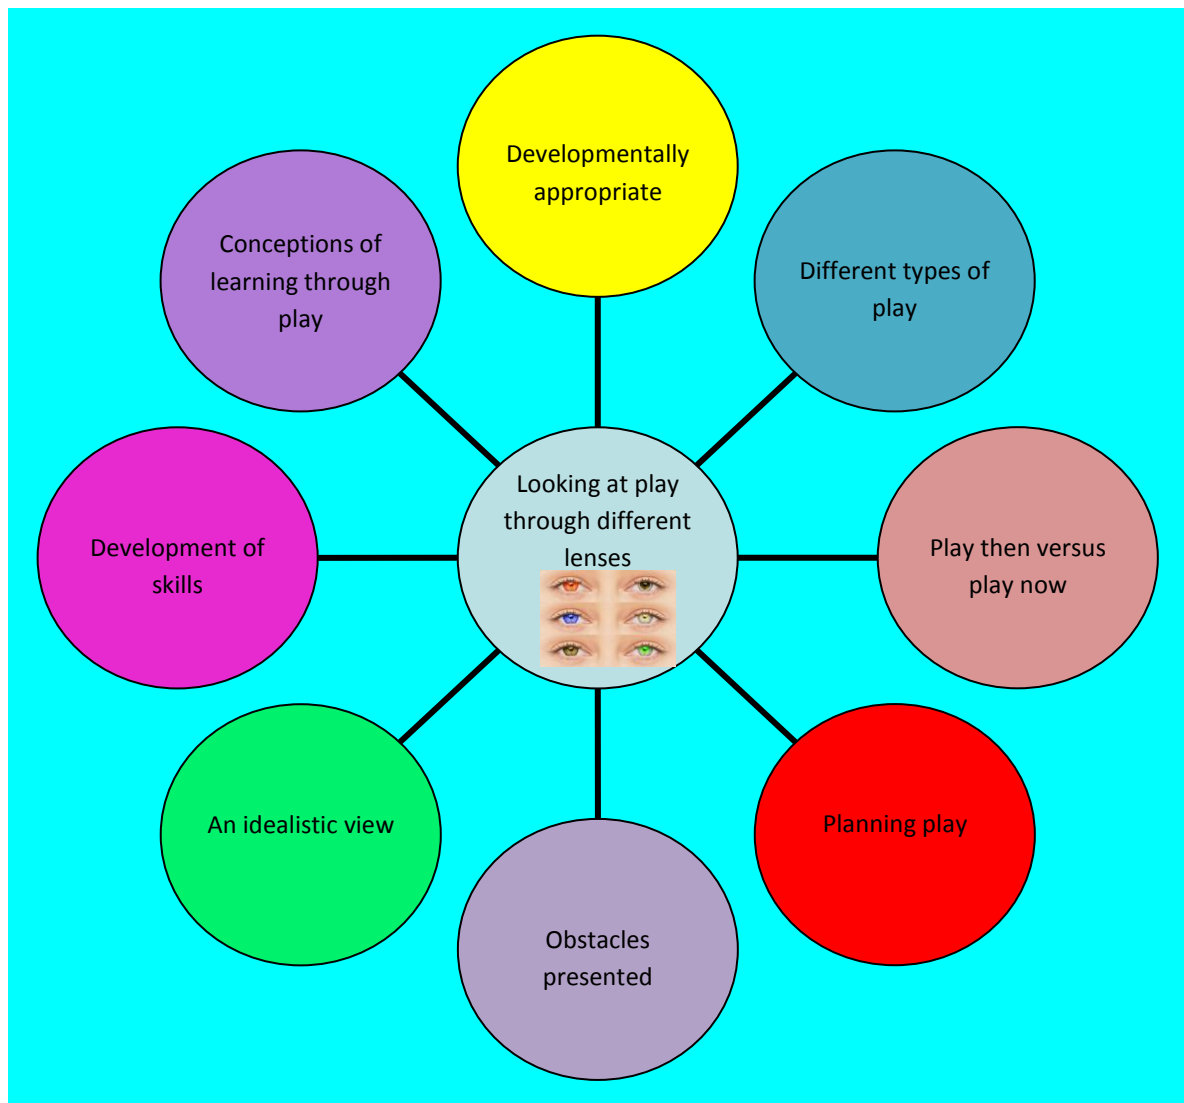 Developmentally
appropriate
Different types of
play
Play then versus
play now
Planning play
Obstacles
presented
An idealistic view
Development of
skills
Conceptions of
learning through
play
Looking at play
through different
lenses